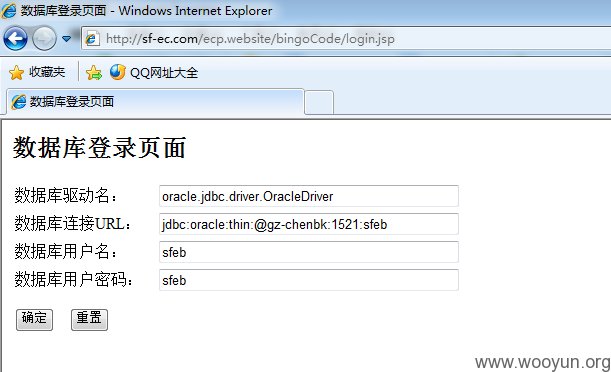 数据库登录页面 - Windows Internet Explorer
http://sf-ec.com/ecp.website/bingoCode/login.jsp
收藏夹 QQ网址大全
数据库登录页面
数据库登录页面
数据库驱动名： oracle.jdbc.driver.OracleDriver
数据库连接URL： jdbc:oracle:thin:@gz-chenbk:1521:sfeb
数据库用户名： sfeb
数据库用户密码： sfeb
确定 重置
www.wooyun.org